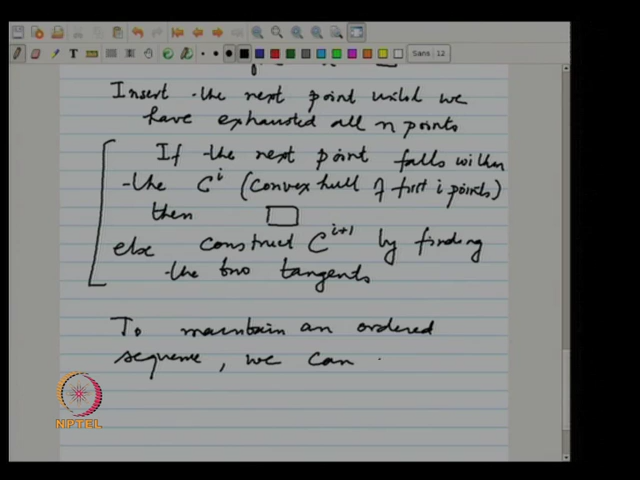 Sans 12
Insert the next point until we
have exhausted all n points
If the next point falls within
the C^i (convex hull of first i points)
then
else construct C^i+1 by finding
the two tangents
To maintain an ordered
sequence, we can
NPTEL